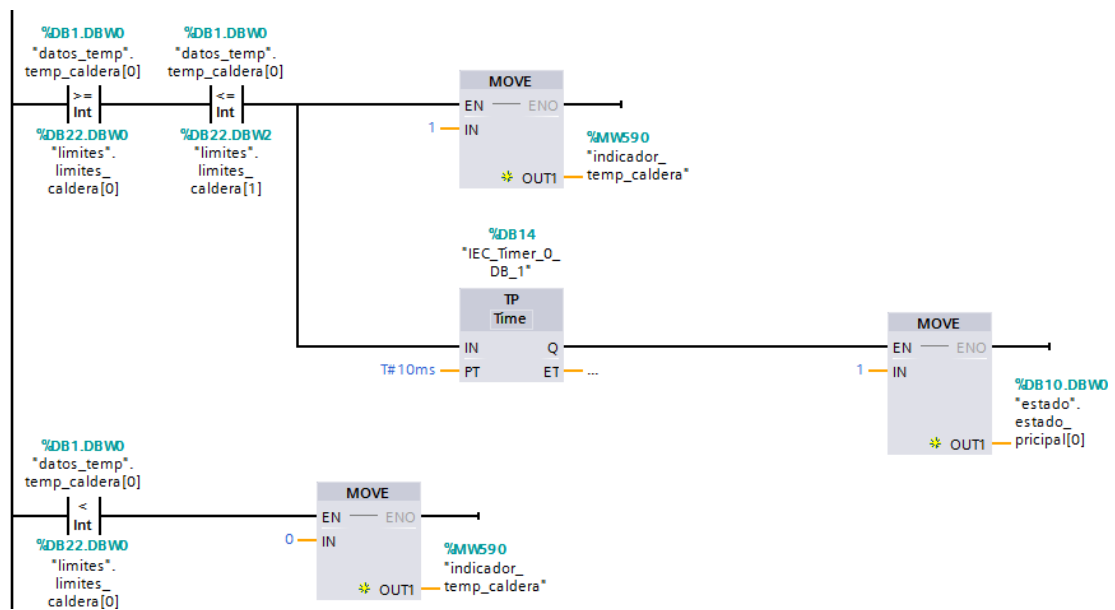 %DB1.DBW0
"datos_temp".
temp_caldera[0]
>=
Int
%DB22.DBW0
"limites".
limites_
caldera[0]
%DB1.DBW0
"datos_temp".
temp_caldera[0]
<=
Int
%DB22.DBW2
"limites".
limites_
caldera[1]
MOVE
EN ENO
1 IN
OUT1
%MW590
"indicador_
temp_caldera"
%DB14
"IEC_Timer_0_
DB_1"
TP
Time
IN Q
T#10ms PT ET ...
MOVE
EN ENO
1 IN
OUT1
%DB10.DBW0
"estado".
estado_
pricipal[0]
%DB1.DBW0
"datos_temp".
temp_caldera[0]
<
Int
%DB22.DBW0
"limites".
limites_
caldera[0]
MOVE
EN ENO
0 IN
OUT1
%MW590
"indicador_
temp_caldera"